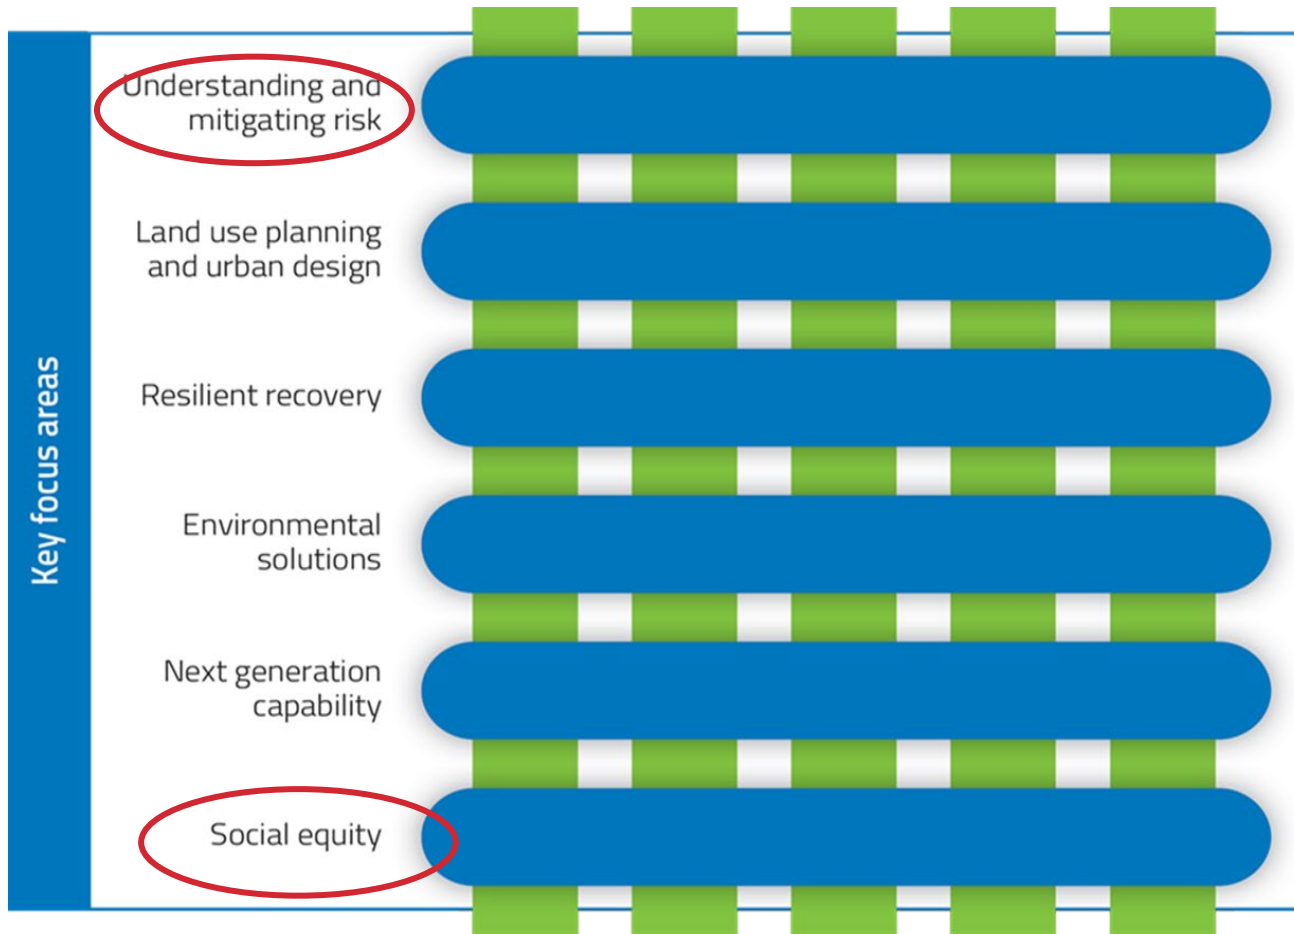 Key focus areas
Understanding and
mitigating risk
Land use planning
and urban design
Resilient recovery
Environmental
solutions
Next generation
capability
Social equity